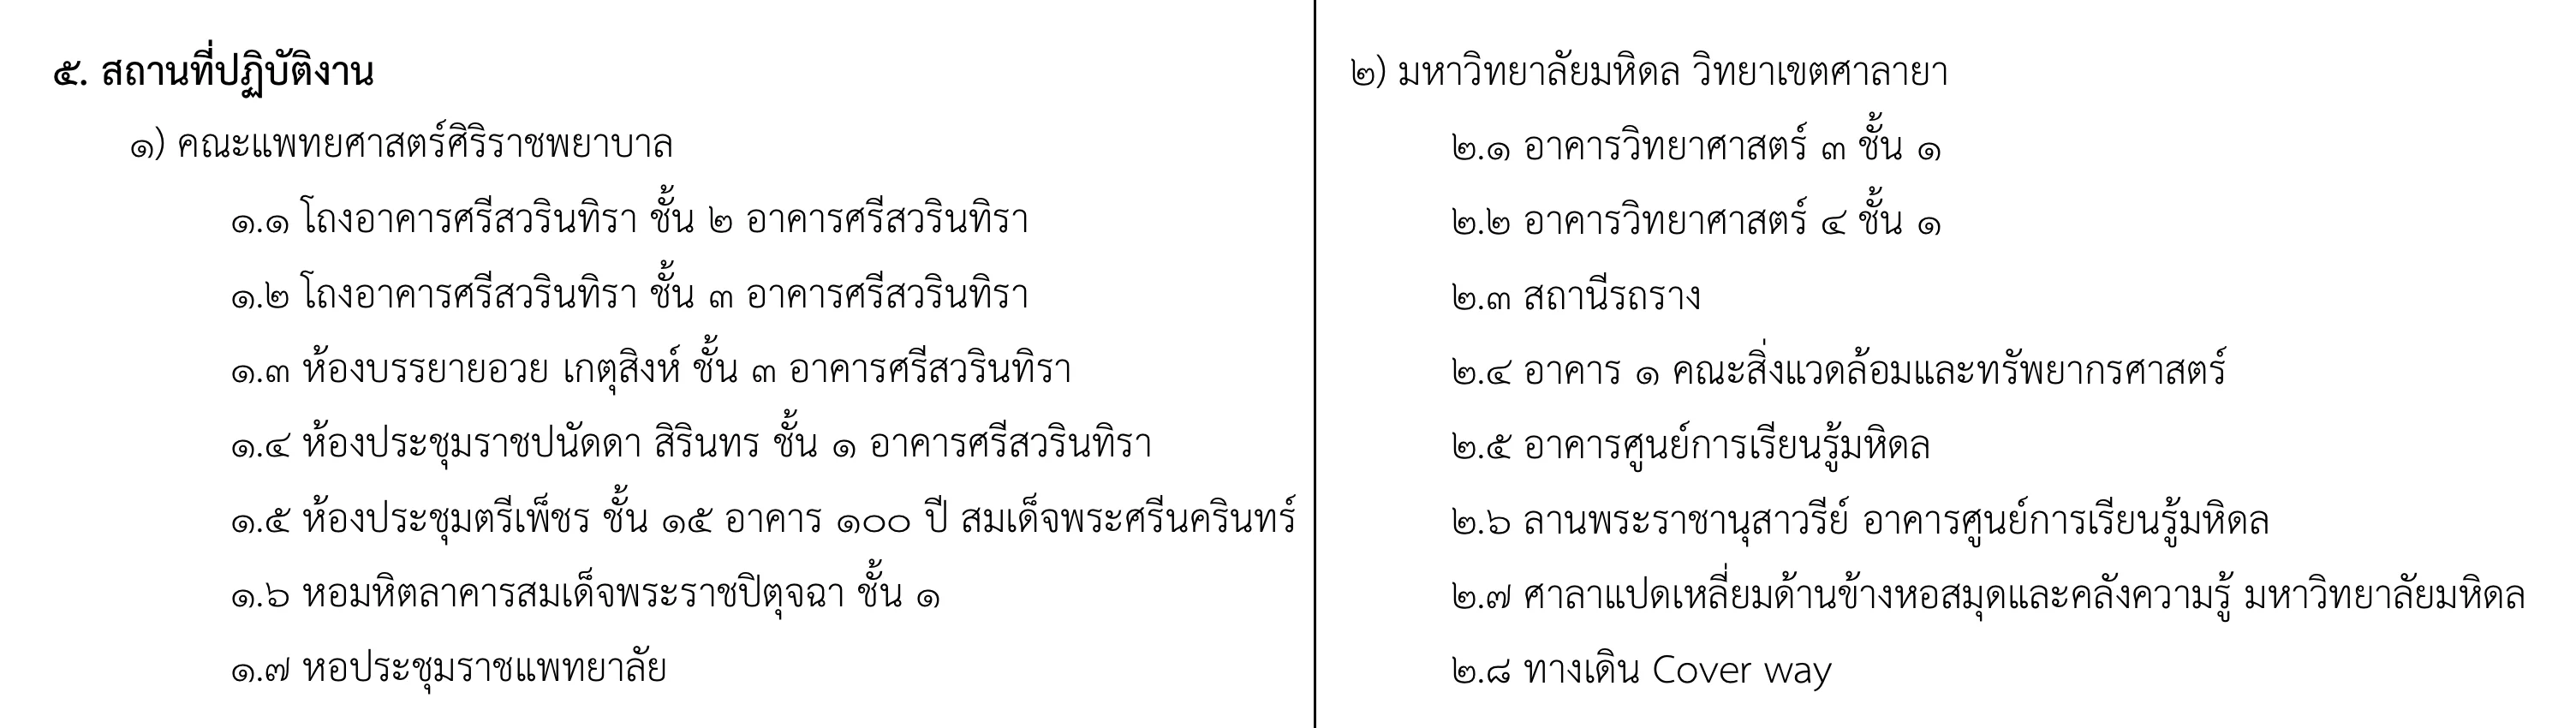 ๕. สถานที่ปฏิบัติงาน
๑) คณะแพทยศาสตร์ศิริราชพยาบาล
๑.๑ โถงอาคารศรีสวรินทิรา ชั้น ๒ อาคารศรีสวรินทิรา
๑.๒ โถงอาคารศรีสวรินทิรา ชั้น ๓ อาคารศรีสวรินทิรา
๑.๓ ห้องบรรยายอวย เกตุสิงห์ ชั้น ๓ อาคารศรีสวรินทิรา
๑.๔ ห้องประชุมราชปนัดดา สิรินทร ชั้น ๑ อาคารศรีสวรินทิรา
๑.๕ ห้องประชุมตรีเพ็ชร ชั้น ๑๕ อาคาร ๑๐๐ ปี สมเด็จพระศรีนครินทร์
๑.๖ หอมหิตลาคารสมเด็จพระราชปิตุจฉา ชั้น ๑
๑.๗ หอประชุมราชแพทยาลัย
๒) มหาวิทยาลัยมหิดล วิทยาเขตศาลายา
๒.๑ อาคารวิทยาศาสตร์ ๓ ชั้น ๑
๒.๒ อาคารวิทยาศาสตร์ ๔ ชั้น ๑
๒.๓ สถานีรถราง
๒.๔ อาคาร ๑ คณะสิ่งแวดล้อมและทรัพยากรศาสตร์
๒.๕ อาคารศูนย์การเรียนรู้มหิดล
๒.๖ ลานพระราชานุสาวรีย์ อาคารศูนย์การเรียนรู้มหิดล
๒.๗ ศาลาแปดเหลี่ยมด้านข้างหอสมุดและคลังความรู้ มหาวิทยาลัยมหิดล
๒.๘ ทางเดิน Cover way